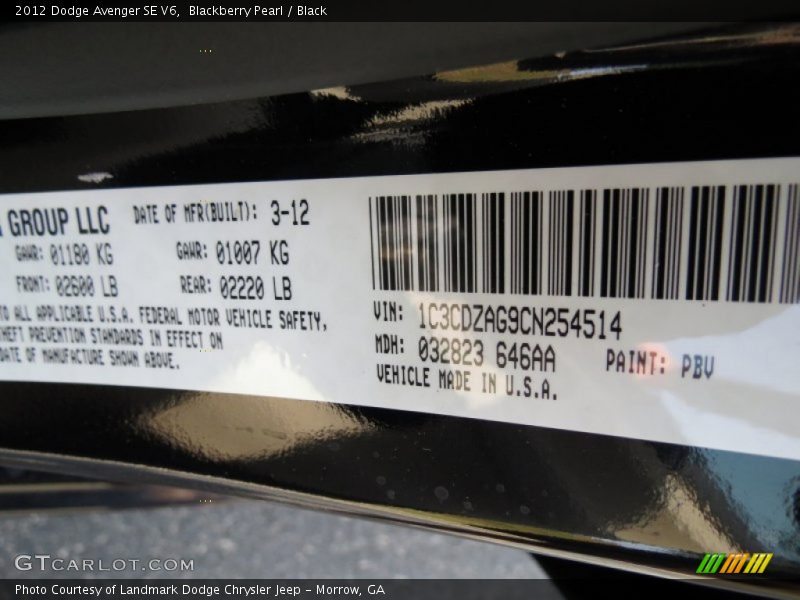 2012 Dodge Avenger SE V6, Blackberry Pearl / Black
GROUP LLC
DATE OF MFR(BUILT): 3-12
GAWR: 01180 KG
GAWR: 01007 KG
FRONT: 02600 LB
REAR: 02220 LB
TO ALL APPLICABLE U.S.A. FEDERAL MOTOR VEHICLE SAFETY,
THEFT PREVENTION STANDARDS IN EFFECT ON
DATE OF MANUFACTURE SHOWN ABOVE.
VIN: 1C3CDZAG9CN254514
MDH: 032823 646AA
PAINT: PBV
VEHICLE MADE IN U.S.A.
GTCARLOT.COM
Photo Courtesy of Landmark Dodge Chrysler Jeep - Morrow, GA